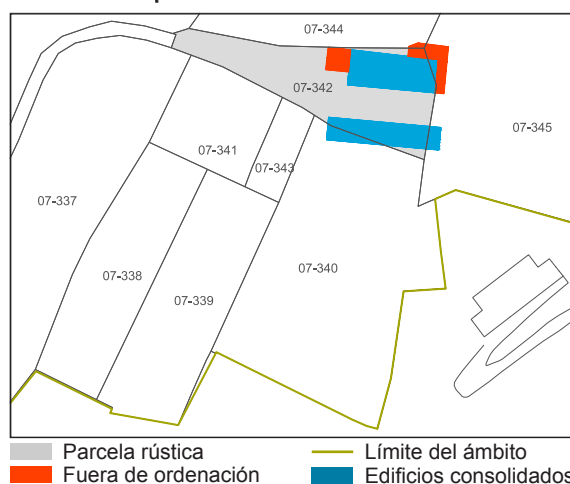 07-344
07-342
07-345
07-341
07-343
07-337
07-340
07-338
07-339
Parcela rústica
Límite del ámbito
Fuera de ordenación
Edificios consolidados